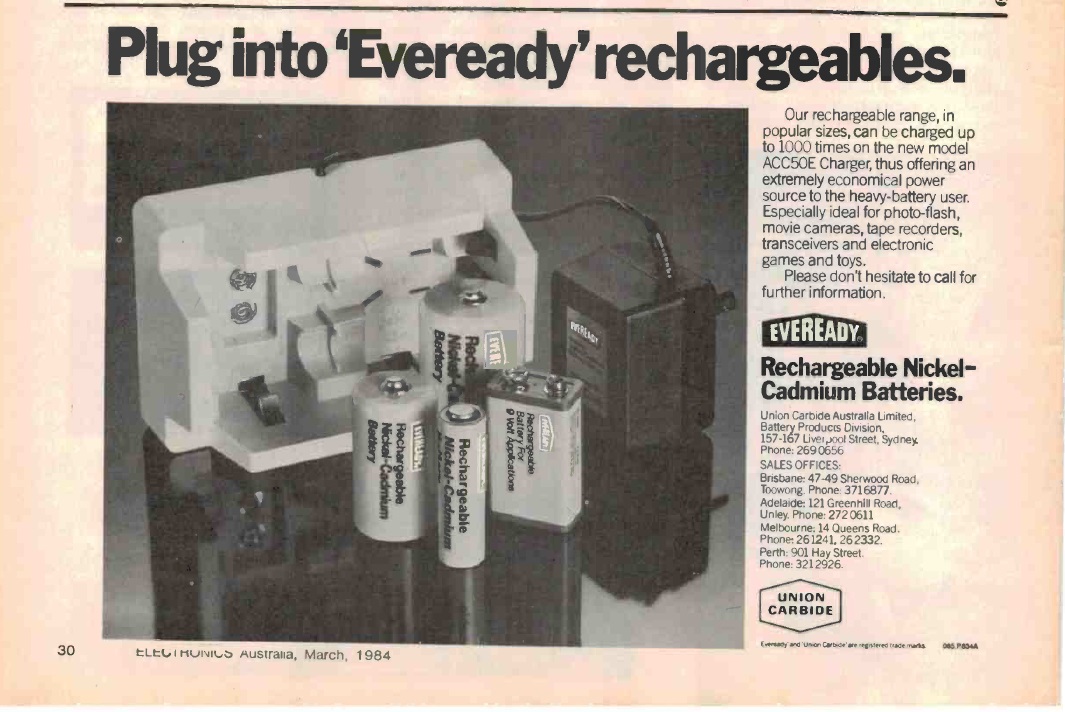 Plug into 'Eveready' rechargeables.
Our rechargeable range, in
popular sizes, can be charged up
to 1000 times on the new model
ACC50E Charger, thus offering an
extremely economical power
source to the heavy-battery user.
Especially ideal for photo-flash,
movie cameras, tape recorders,
transceivers and electronic
games and toys.
Please don't hesitate to call for
further information.
EVEREADY
Rechargeable Nickel-
Cadmium Batteries.
Union Carbide Australia Limited,
Battery Products Division,
157-167 Liverpool Street, Sydney.
Phone: 269 0656
SALES OFFICES:
Brisbane: 47-49 Sherwood Road,
Toowong. Phone: 371 6877.
Adelaide: 121 Greenhill Road,
Unley. Phone: 272 0611
Melbourne: 14 Queens Road.
Phone: 26 1241, 26 2332.
Perth: 901 Hay Street.
Phone: 321 2926.
UNION
CARBIDE
'Eveready' and 'Union Carbide' are registered trade marks.
EVEREADY
EVERE
Rech
Nickel-C
Battery
Rechargeable
Nickel-Cadmium
Battery
Rechargeable
Nickel-Cadmium
Rechargeable
Battery For
9 Volt Applications
30
ELECTRONICS Australia, March, 1984